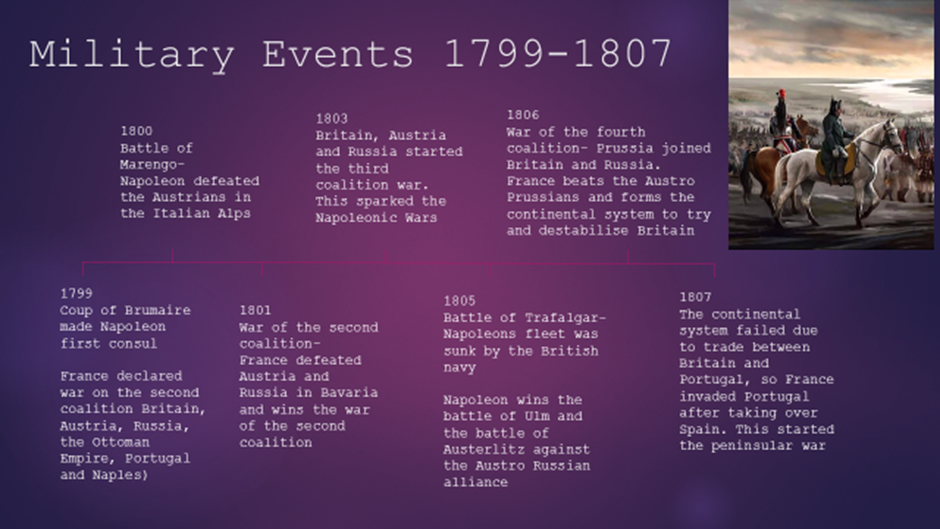 Military Events 1799-1807
1800
Battle of
Marengo-
Napoleon defeated
the Austrians in
the Italian Alps
1803
Britain, Austria
and Russia started
the third
coalition war.
This sparked the
Napoleonic Wars
1806
War of the fourth
coalition- Prussia joined
Britain and Russia.
France beats the Austro
Prussians and forms the
continental system to try
and destabilise Britain
1799
Coup of Brumaire
made Napoleon
first consul
France declared
war on the second
coalition Britain,
Austria, Russia,
the Ottoman
Empire, Portugal
and Naples)
1801
War of the second
coalition-
France defeated
Austria and
Russia in Bavaria
and wins the war
of the second
coalition
1805
Battle of Trafalgar-
Napoleons fleet was
sunk by the British
navy
Napoleon wins the
battle of Ulm and
the battle of
Austerlitz against
the Austro Russian
alliance
1807
The continental
system failed due
to trade between
Britain and
Portugal, so France
invaded Portugal
after taking over
Spain. This started
the peninsular war